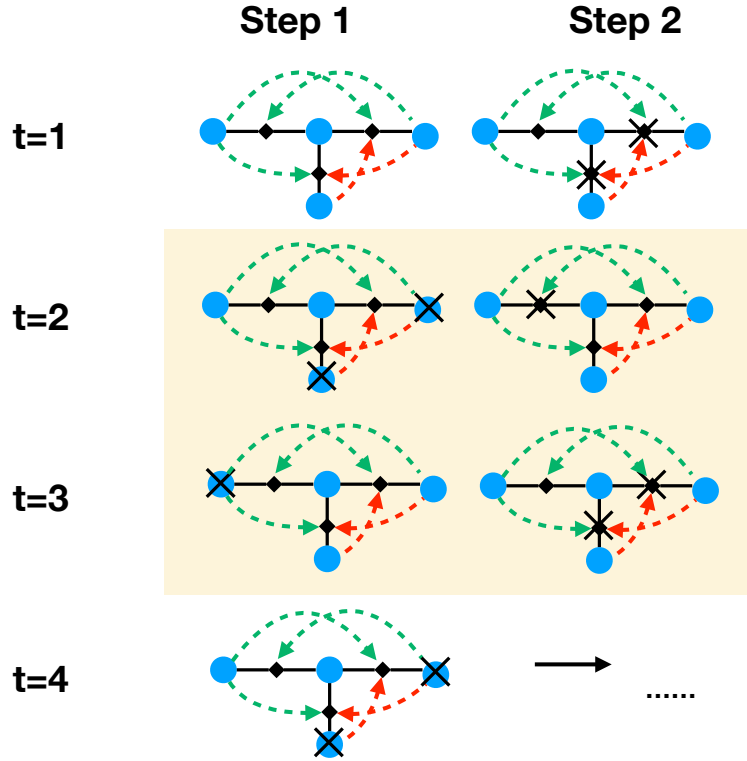 Step 1 Step 2
t=1
t=2
t=3
t=4
......